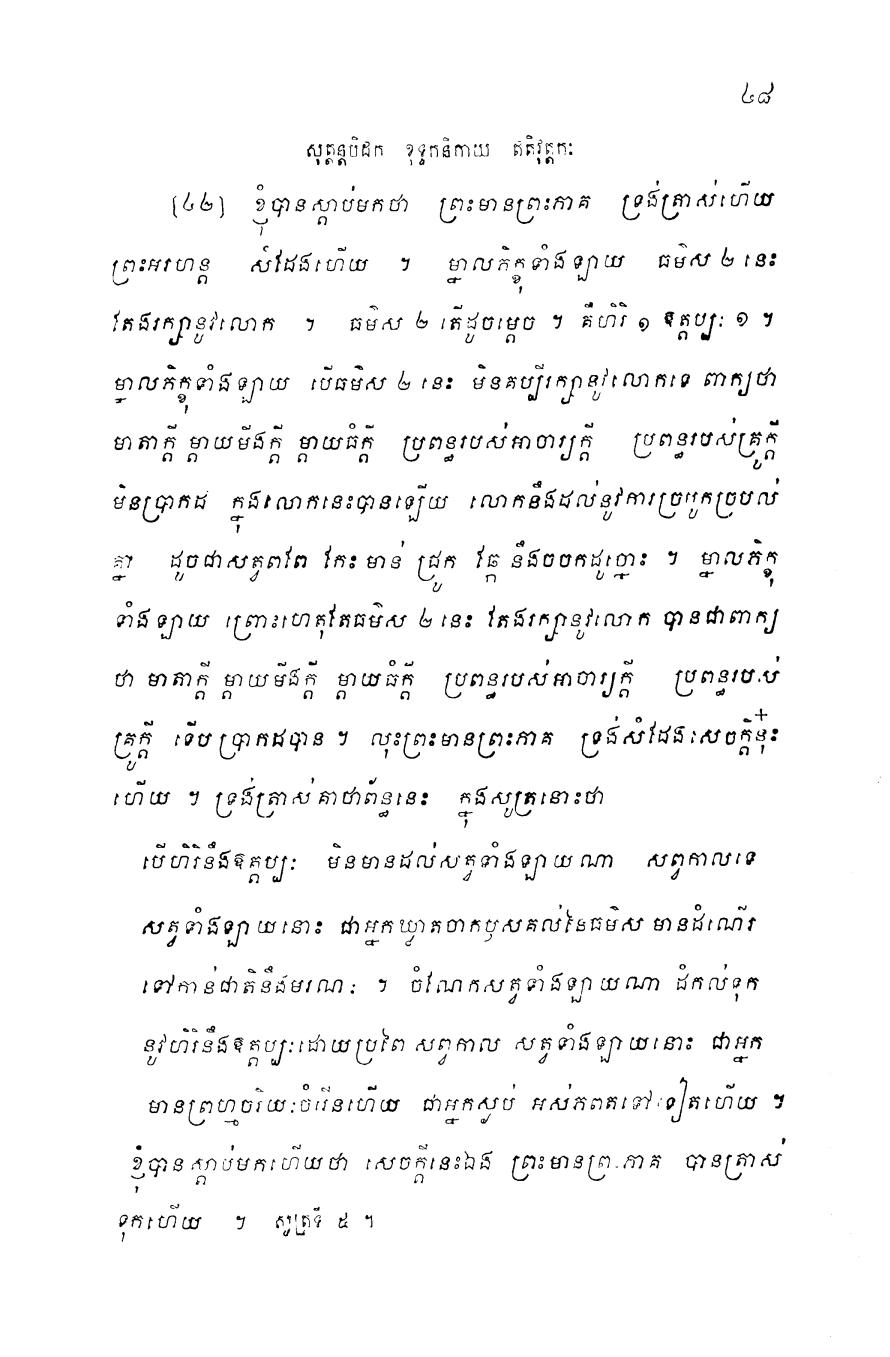 ៤៨
សុត្តន្តបិដក ខុទ្ទកនិកាយ ឥតិវុត្តកៈ
[៤២] ខ្ញុំបានស្តាប់មកថា ព្រះមានព្រះភាគ ទ្រង់ត្រាស់ហើយ
ព្រះអរហន្ត សំដែងហើយ ។ ម្នាលភិក្ខុទាំងឡាយ ធម៌ស ២ នេះ
តែងរក្សានូវលោក ។ ធម៌ស ២ តើដូចម្តេច ។ គឺហិរិ ១ ឱត្តប្បៈ ១ ។
ម្នាលភិក្ខុទាំងឡាយ បើធម៌ស ២ នេះ មិនគប្បីរក្សានូវលោកទេ ពាក្យថា
មាតាក្តី ម្តាយមីងក្តី ម្តាយធំក្តី ប្រពន្ធរបស់អាចារ្យក្តី ប្រពន្ធរបស់គ្រូក្តី
មិនប្រាកដ ក្នុងលោកនេះបានឡើយ លោកនឹងដល់នូវការច្របូកច្របល់
គ្នា ដូចជាសត្វពពែ កែះ មាន់ ជ្រូក ឆ្កែ នឹងចចកដូច្នោះ ។ ម្នាលភិក្ខុ
ទាំងឡាយ ព្រោះហេតុតែធម៌ស ២ នេះ តែងរក្សានូវលោក បានជាពាក្យ
ថា មាតាក្តី ម្តាយមីងក្តី ម្តាយធំក្តី ប្រពន្ធរបស់អាចារ្យក្តី ប្រពន្ធរបស់
គ្រូក្តី ទើបប្រាកដបាន ។ លុះព្រះមានព្រះភាគ ទ្រង់សំដែងសេចក្តីនុ៎ះ
ហើយ ។ ទ្រង់ត្រាស់គាថាព័ន្ធនេះ ក្នុងសូត្រនោះថា
បើហិរិនឹងឱត្តប្បៈ មិនមានដល់សត្វទាំងឡាយណា សព្វកាលទេ
សត្វទាំងឡាយនោះ ជាអ្នកឃ្លាតចាកឫសគល់នៃធម៌ស មានដំណើរ
ទៅកាន់ជាតិនឹងមរណៈ ។ ចំណែកសត្វទាំងឡាយណា ដំកល់ទុក
នូវហិរិនឹងឱត្តប្បៈដោយប្រពៃ សព្វកាល សត្វទាំងឡាយនោះ ជាអ្នក
មានព្រហ្មចរិយៈចំរើនហើយ ជាអ្នកស្ងប់ អស់ភពតទៅទៀតហើយ ។
ខ្ញុំបានស្តាប់មកហើយថា សេចក្តីនេះឯង ព្រះមានព្រះភាគ បានត្រាស់
ទុកហើយ ។ សូត្រទី ៥ ។